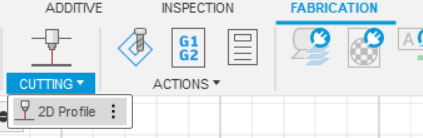 ADDITIVE INSPECTION FABRICATION
G1
G2
A
CUTTING ACTIONS
2D Profile